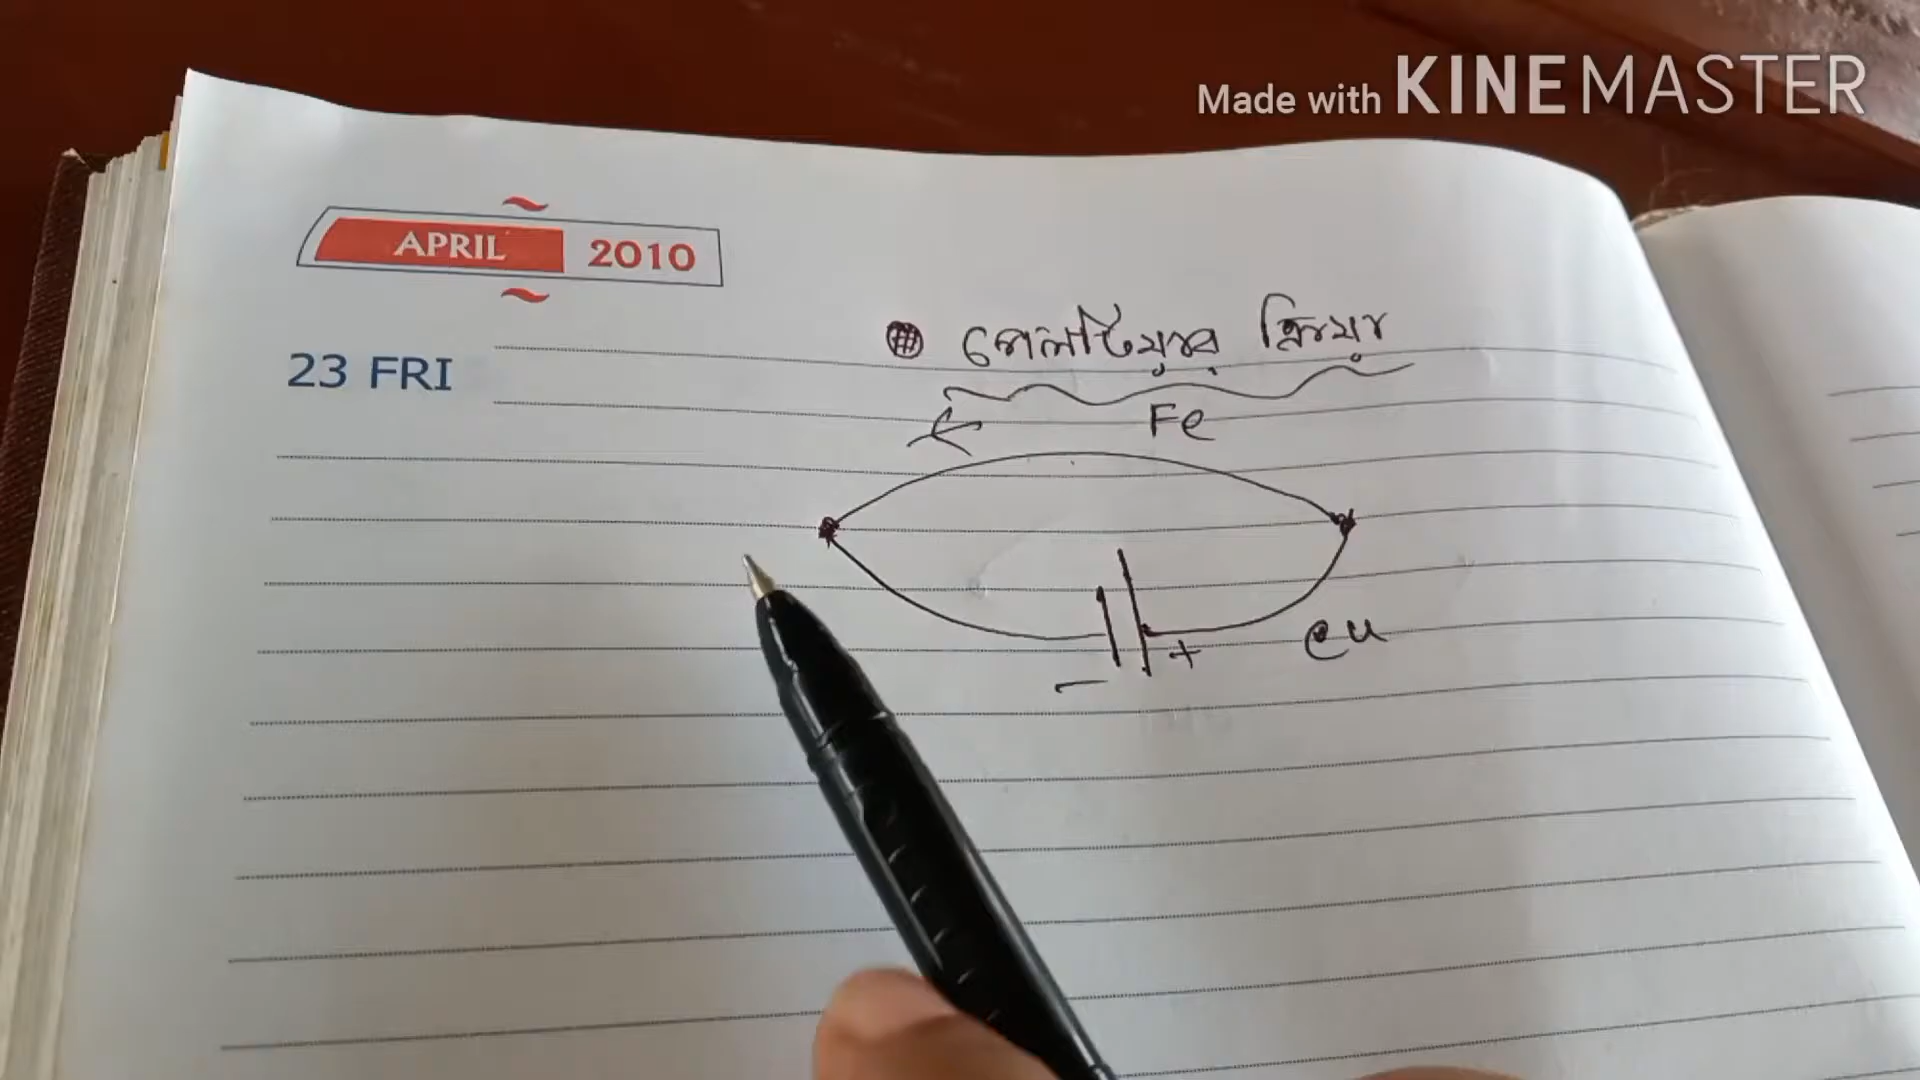 Made with KINEMASTER
APRIL 2010
23 FRI
পেলটিয়ার ক্রিয়া
Fe
Cu
- +